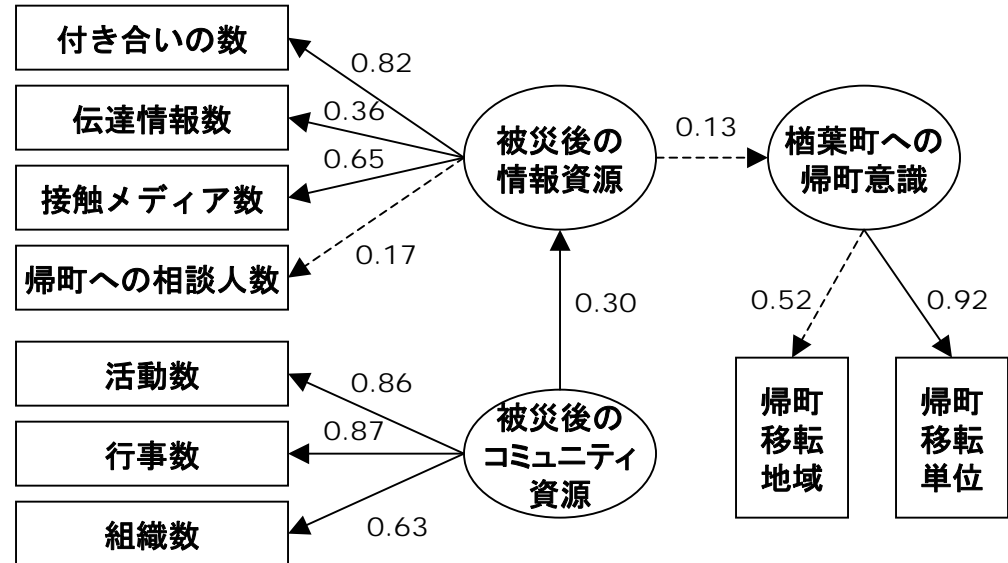 付き合いの数
伝達情報数
接触メディア数
帰町への相談人数
0.82
0.36
0.65
0.17
被災後の
情報資源
0.13
楢葉町への
帰町意識
0.30
0.52
0.92
活動数
行事数
組織数
0.86
0.87
0.63
被災後の
コミュニティ
資源
帰町
移転
地域
帰町
移転
単位